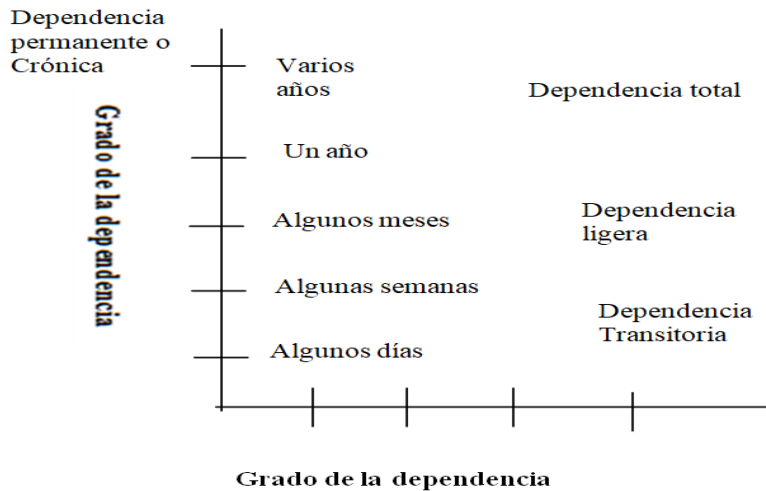 Dependencia
permanente o
Crónica
Grado de la dependencia
Varios
años
Dependencia total
Un año
Algunos meses
Dependencia
ligera
Algunas semanas
Dependencia
Transitoria
Algunos días
Grado de la dependencia